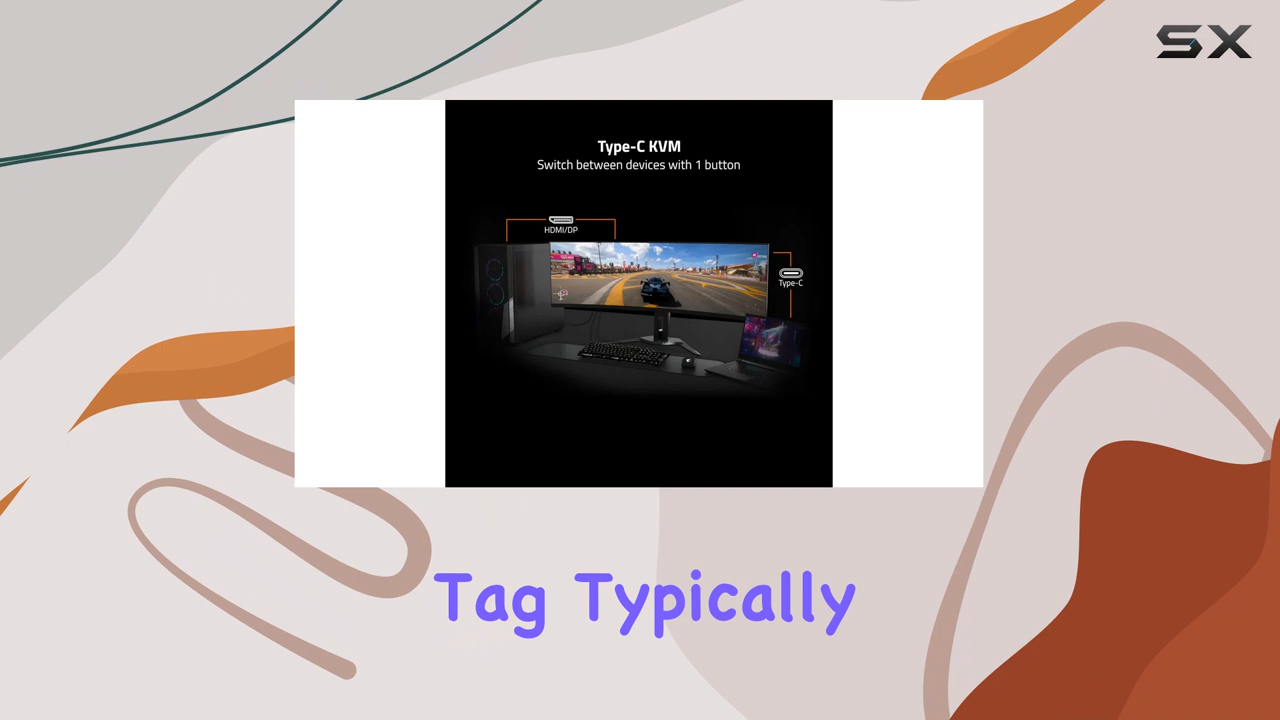 SX
Type-C KVM
Switch between devices with 1 button
HDMI/DP
Type-C
Tag Typically